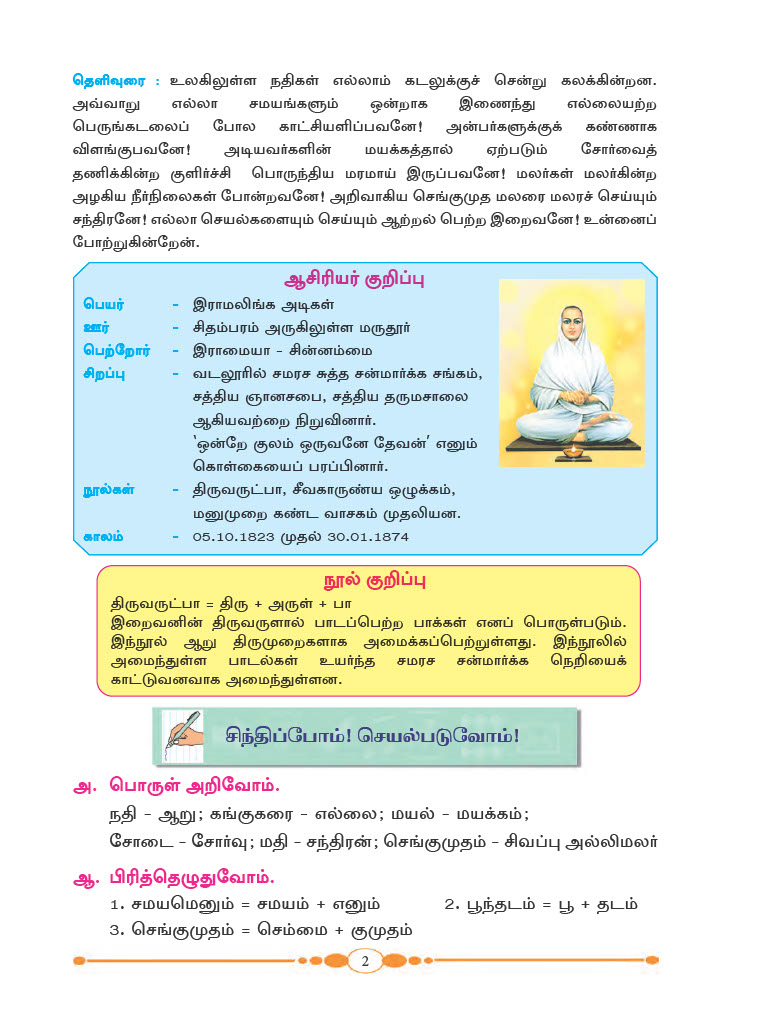 தெளிவுரை : உலகிலுள்ள நதிகள் எல்லாம் கடலுக்குச் சென்று கலக்கின்றன.
அவ்வாறு எல்லா சமயங்களும் ஒன்றாக இணைந்து எல்லையற்ற
பெருங்கடலைப் போல காட்சியளிப்பவனே! அன்பர்களுக்குக் கண்ணாக
விளங்குபவனே! அடியவர்களின் மயக்கத்தால் ஏற்படும் சோர்வைத்
தணிக்கின்ற குளிர்ச்சி பொருந்திய மரமாய் இருப்பவனே! மலர்கள் மலர்கின்ற
அழகிய நீர்நிலைகள் போன்றவனே! அறிவாகிய செங்குமுத மலரை மலரச் செய்யும்
சந்திரனே! எல்லா செயல்களையும் செய்யும் ஆற்றல் பெற்ற இறைவனே! உன்னைப்
போற்றுகின்றேன்.
ஆசிரியர் குறிப்பு
பெயர் - இராமலிங்க அடிகள்
ஊர் - சிதம்பரம் அருகிலுள்ள மருதூர்
பெற்றோர் - இராமையா - சின்னம்மை
சிறப்பு - வடலூரில் சமரச சுத்த சன்மார்க்க சங்கம்,
சத்திய ஞானசபை, சத்திய தருமசாலை
ஆகியவற்றை நிறுவினார்.
‘ஒன்றே குலம் ஒருவனே தேவன்’ எனும்
கொள்கையைப் பரப்பினார்.
நூல்கள் - திருவருட்பா, சீவகாருண்ய ஒழுக்கம்,
மனுமுறை கண்ட வாசகம் முதலியன.
காலம் - 05.10.1823 முதல் 30.01.1874
நூல் குறிப்பு
திருவருட்பா = திரு + அருள் + பா
இறைவனின் திருவருளால் பாடப்பெற்ற பாக்கள் எனப் பொருள்படும்.
இந்நூல் ஆறு திருமுறைகளாக அமைக்கப்பெற்றுள்ளது. இந்நூலில்
அமைந்துள்ள பாடல்கள் உயர்ந்த சமரச சன்மார்க்க நெறியைக்
காட்டுவனவாக அமைந்துள்ளன.
சிந்திப்போம்! செயல்படுவோம்!
அ. பொருள் அறிவோம்.
நதி - ஆறு; கங்குகரை - எல்லை; மயல் - மயக்கம்;
சோடை - சோர்வு; மதி - சந்திரன்; செங்குமுதம் - சிவப்பு அல்லிமலர்
ஆ. பிரித்தெழுதுவோம்.
1. சமயமெனும் = சமயம் + எனும் 2. பூந்தடம் = பூ + தடம்
3. செங்குமுதம் = செம்மை + குமுதம்
2